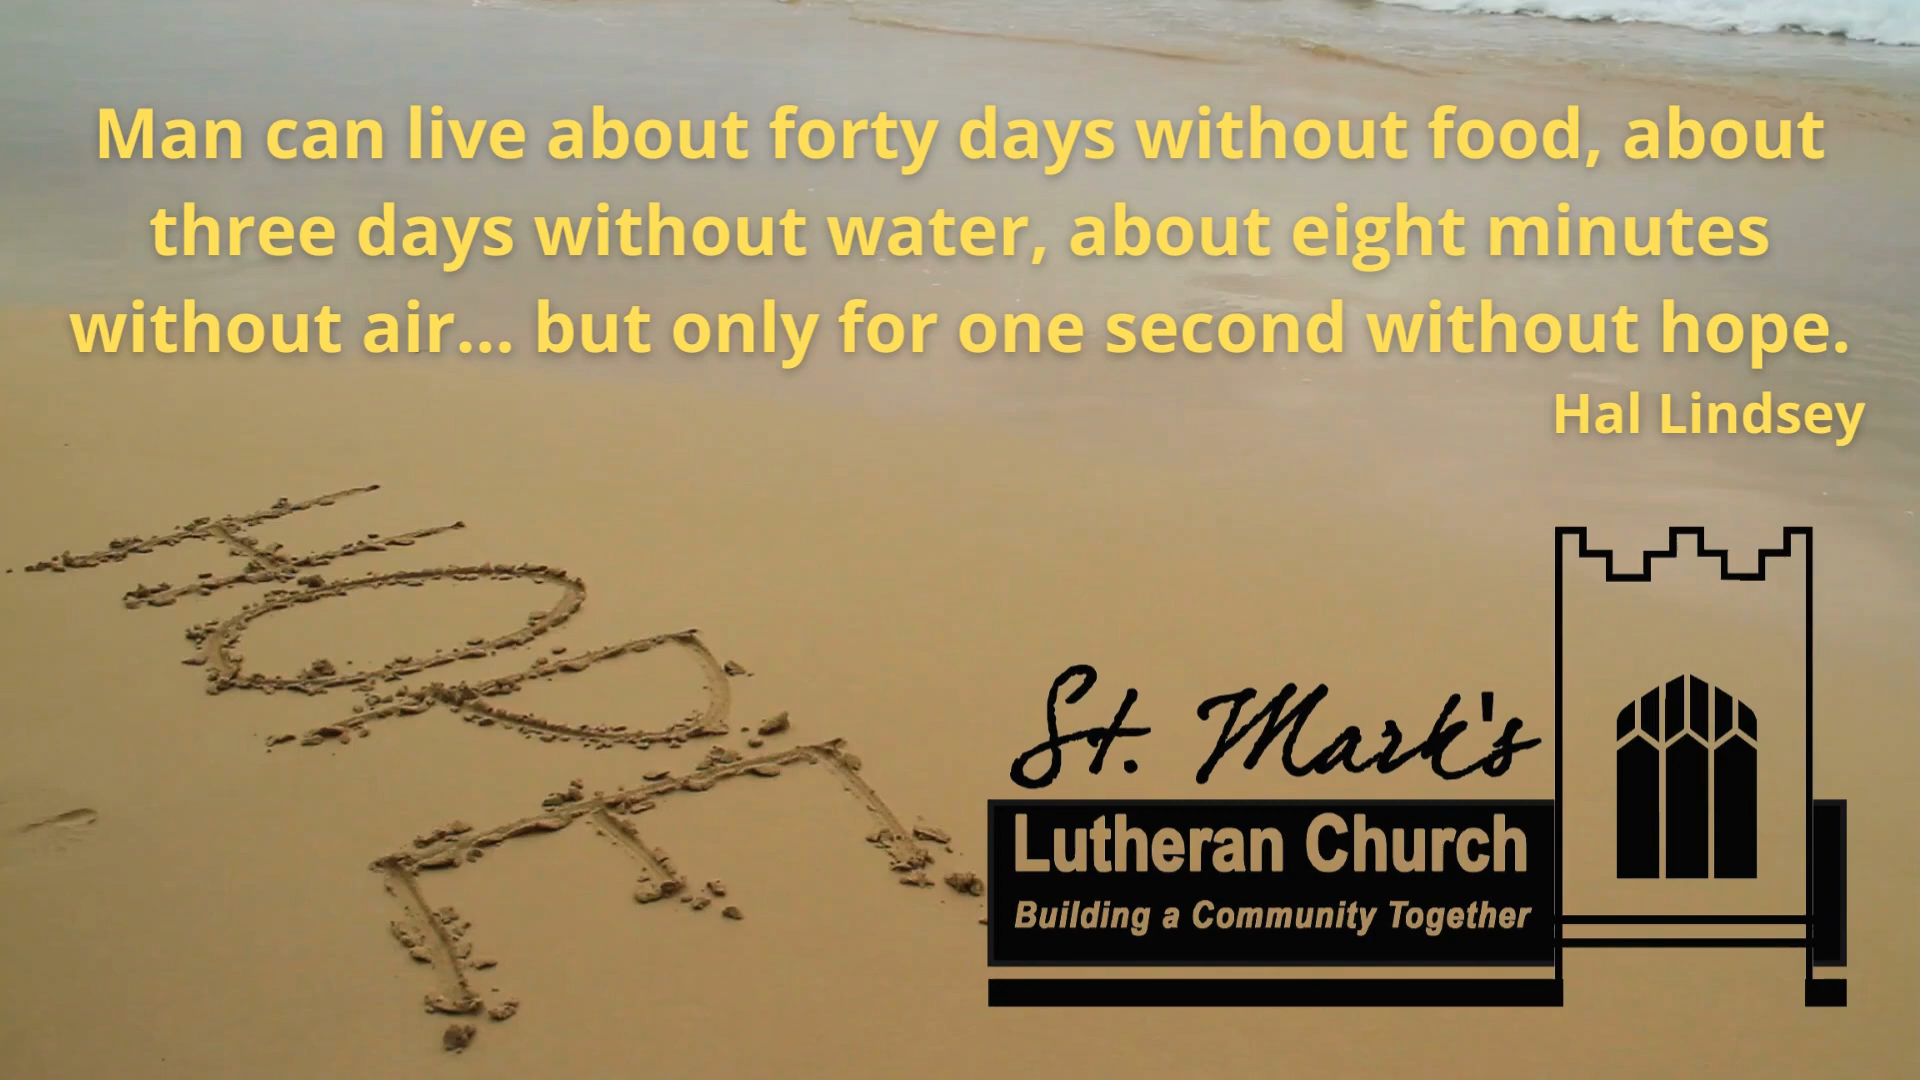 Man can live about forty days without food, about
three days without water, about eight minutes
without air... but only for one second without hope.
Hal Lindsey
HOPE
St. Mark's
Lutheran Church
Building a Community Together